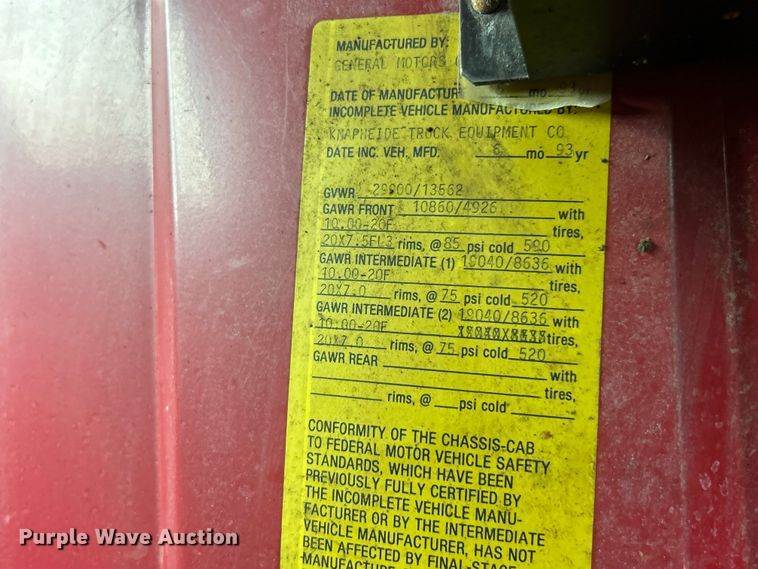 MANUFACTURED BY:
GENERAL MOTORS
DATE OF MANUFACTUR mo yr
INCOMPLETE VEHICLE MANUFACTURED BY:
KNAPHEIDE TRUCK EQUIPMENT CO
DATE INC. VEH. MFD. 6 mo 93 yr
GVWR 29900/13562
GAWR FRONT 10860/4926 with
10.00-20F tires,
20X7.5FL3 rims, @ 85 psi cold 590
GAWR INTERMEDIATE (1) 19040/8636 with
10.00-20F tires,
20X7.0 rims, @ 75 psi cold 520
GAWR INTERMEDIATE (2) 19040/8636 with
10.00-20F tires,
20X7.0 rims, @ 75 psi cold 520
GAWR REAR with
tires,
rims, @ psi cold
CONFORMITY OF THE CHASSIS-CAB
TO FEDERAL MOTOR VEHICLE SAFETY
STANDARDS, WHICH HAVE BEEN
PREVIOUSLY FULLY CERTIFIED BY
THE INCOMPLETE VEHICLE MANU-
FACTURER OR BY THE INTERMEDIATE
VEHICLE MANUFACTURER, HAS NOT
BEEN AFFECTED BY FINAL-STAGE
MANUFACTURE
Purple Wave Auction